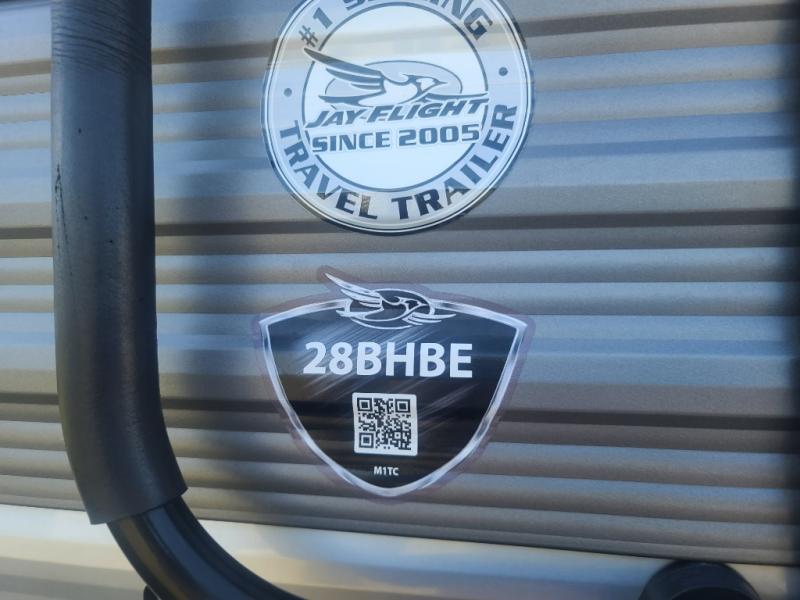 #1 SELLING
JAY-FLIGHT
SINCE 2005
TRAVEL TRAILER
28BHBE
M1TC